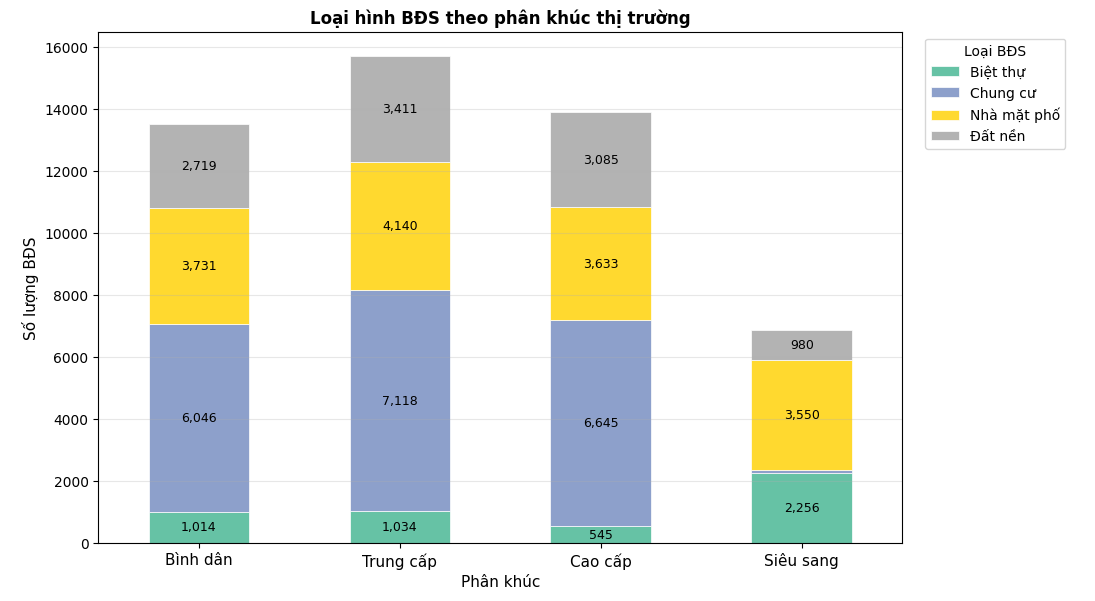 Loại hình BĐS theo phân khúc thị trường
Số lượng BĐS
16000
14000
12000
10000
8000
6000
4000
2000
0
2,719
3,731
6,046
1,014
3,411
4,140
7,118
1,034
3,085
3,633
6,645
545
980
3,550
2,256
Bình dân
Trung cấp
Cao cấp
Siêu sang
Phân khúc
Loại BĐS
Biệt thự
Chung cư
Nhà mặt phố
Đất nền